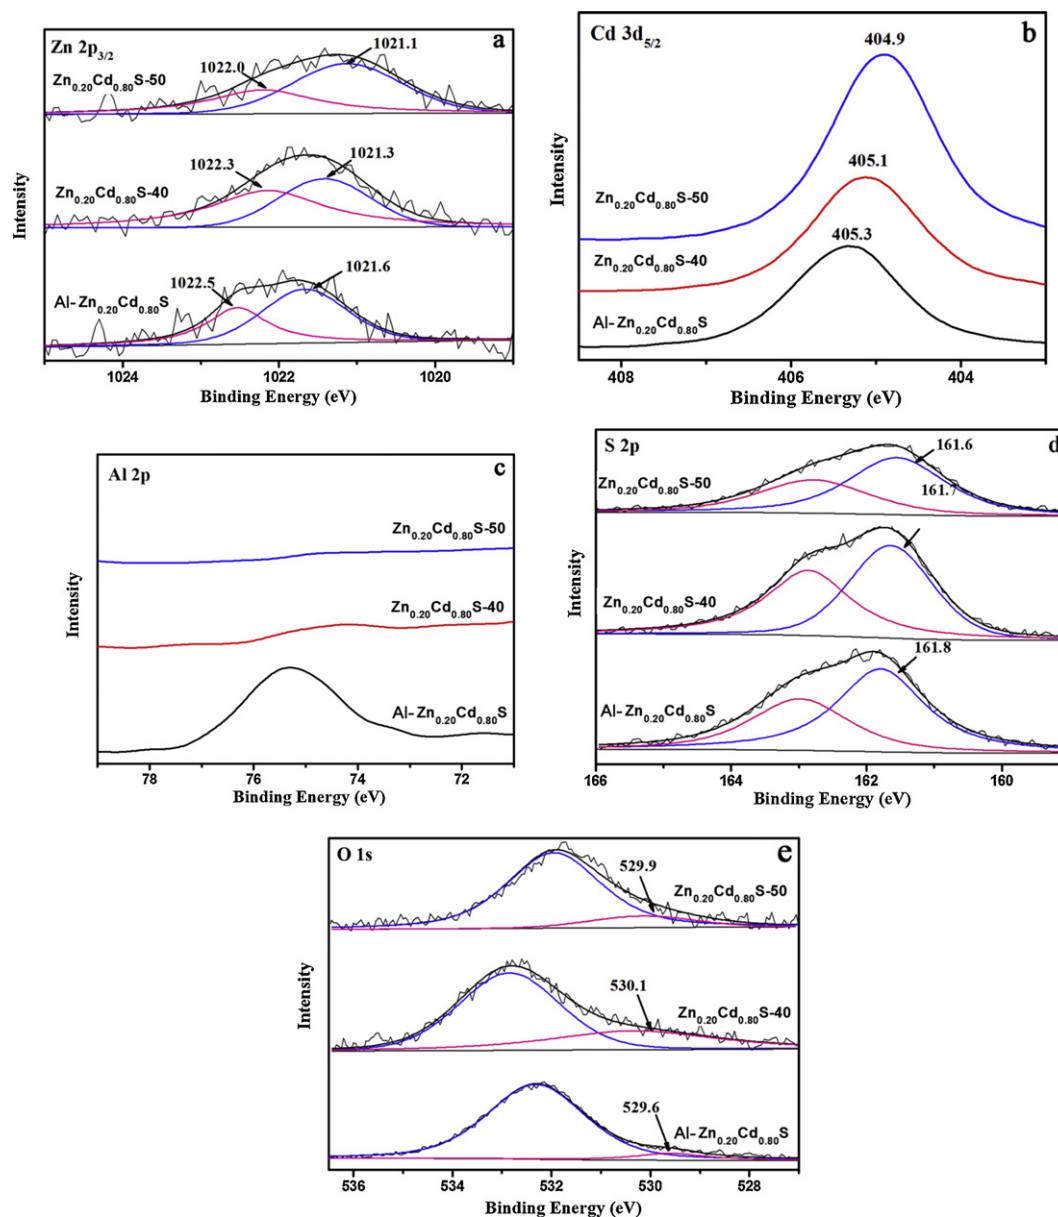 Zn 2p3/2
a
Zn0.20Cd0.80S-50
1022.0
1021.1
Zn0.20Cd0.80S-40
1022.3
1021.3
Al-Zn0.20Cd0.80S
1022.5
1021.6
Intensity
1024 1022 1021 1020
Binding Energy (eV)
Cd 3d5/2
b
404.9
Zn0.20Cd0.80S-50
405.1
Zn0.20Cd0.80S-40
405.3
Al-Zn0.20Cd0.80S
Intensity
408 406 404
Binding Energy (eV)
Al 2p
c
Zn0.20Cd0.80S-50
Zn0.20Cd0.80S-40
Al-Zn0.20Cd0.80S
Intensity
78 76 74 72
Binding Energy (eV)
S 2p
d
161.6
Zn0.20Cd0.80S-50
161.7
Zn0.20Cd0.80S-40
161.8
Al-Zn0.20Cd0.80S
Intensity
166 164 162 160
Binding Energy (eV)
O 1s
e
529.9
Zn0.20Cd0.80S-50
530.1
Zn0.20Cd0.80S-40
529.6
Al-Zn0.20Cd0.80S
Intensity
536 534 532 530 528
Binding Energy (eV)